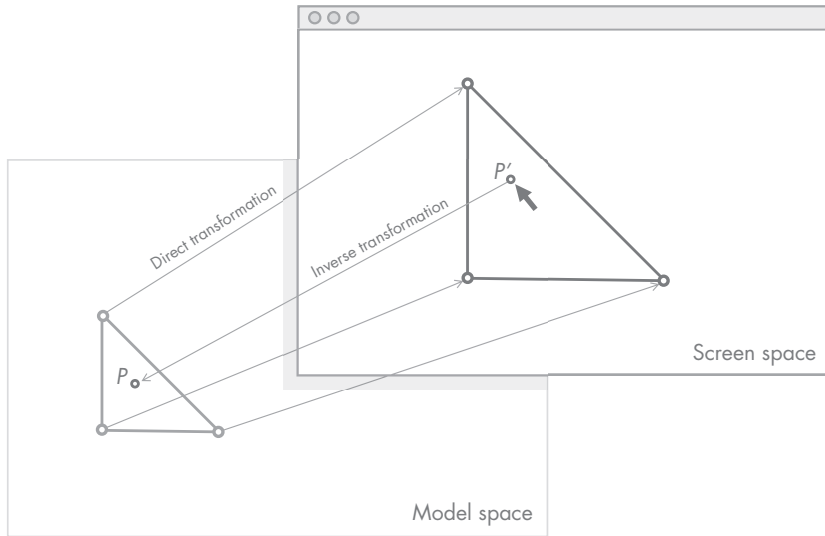 P′
Direct transformation
Inverse transformation
Screen space
P
Model space